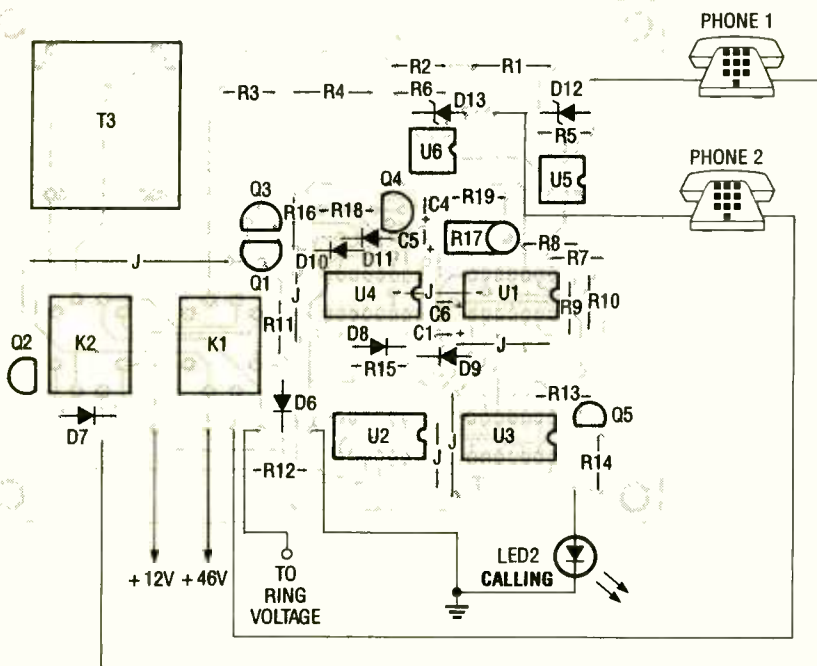 PHONE 1
R2 R1
R3 R4 R6 D13 D12
T3 R5
U6
PHONE 2
Q4 U5
Q3 R16 R18 C4 R19
C5 R17
R8
J D10 D11 R7
Q1
J U4 J U1
C6 R9 R10
R11
Q2 K2 K1 D8 C1 J
R15 D9
D7 D6 R13 Q5
U2 J J U3
R12 R14
LED2
CALLING
+12V +46V TO
RING
VOLTAGE